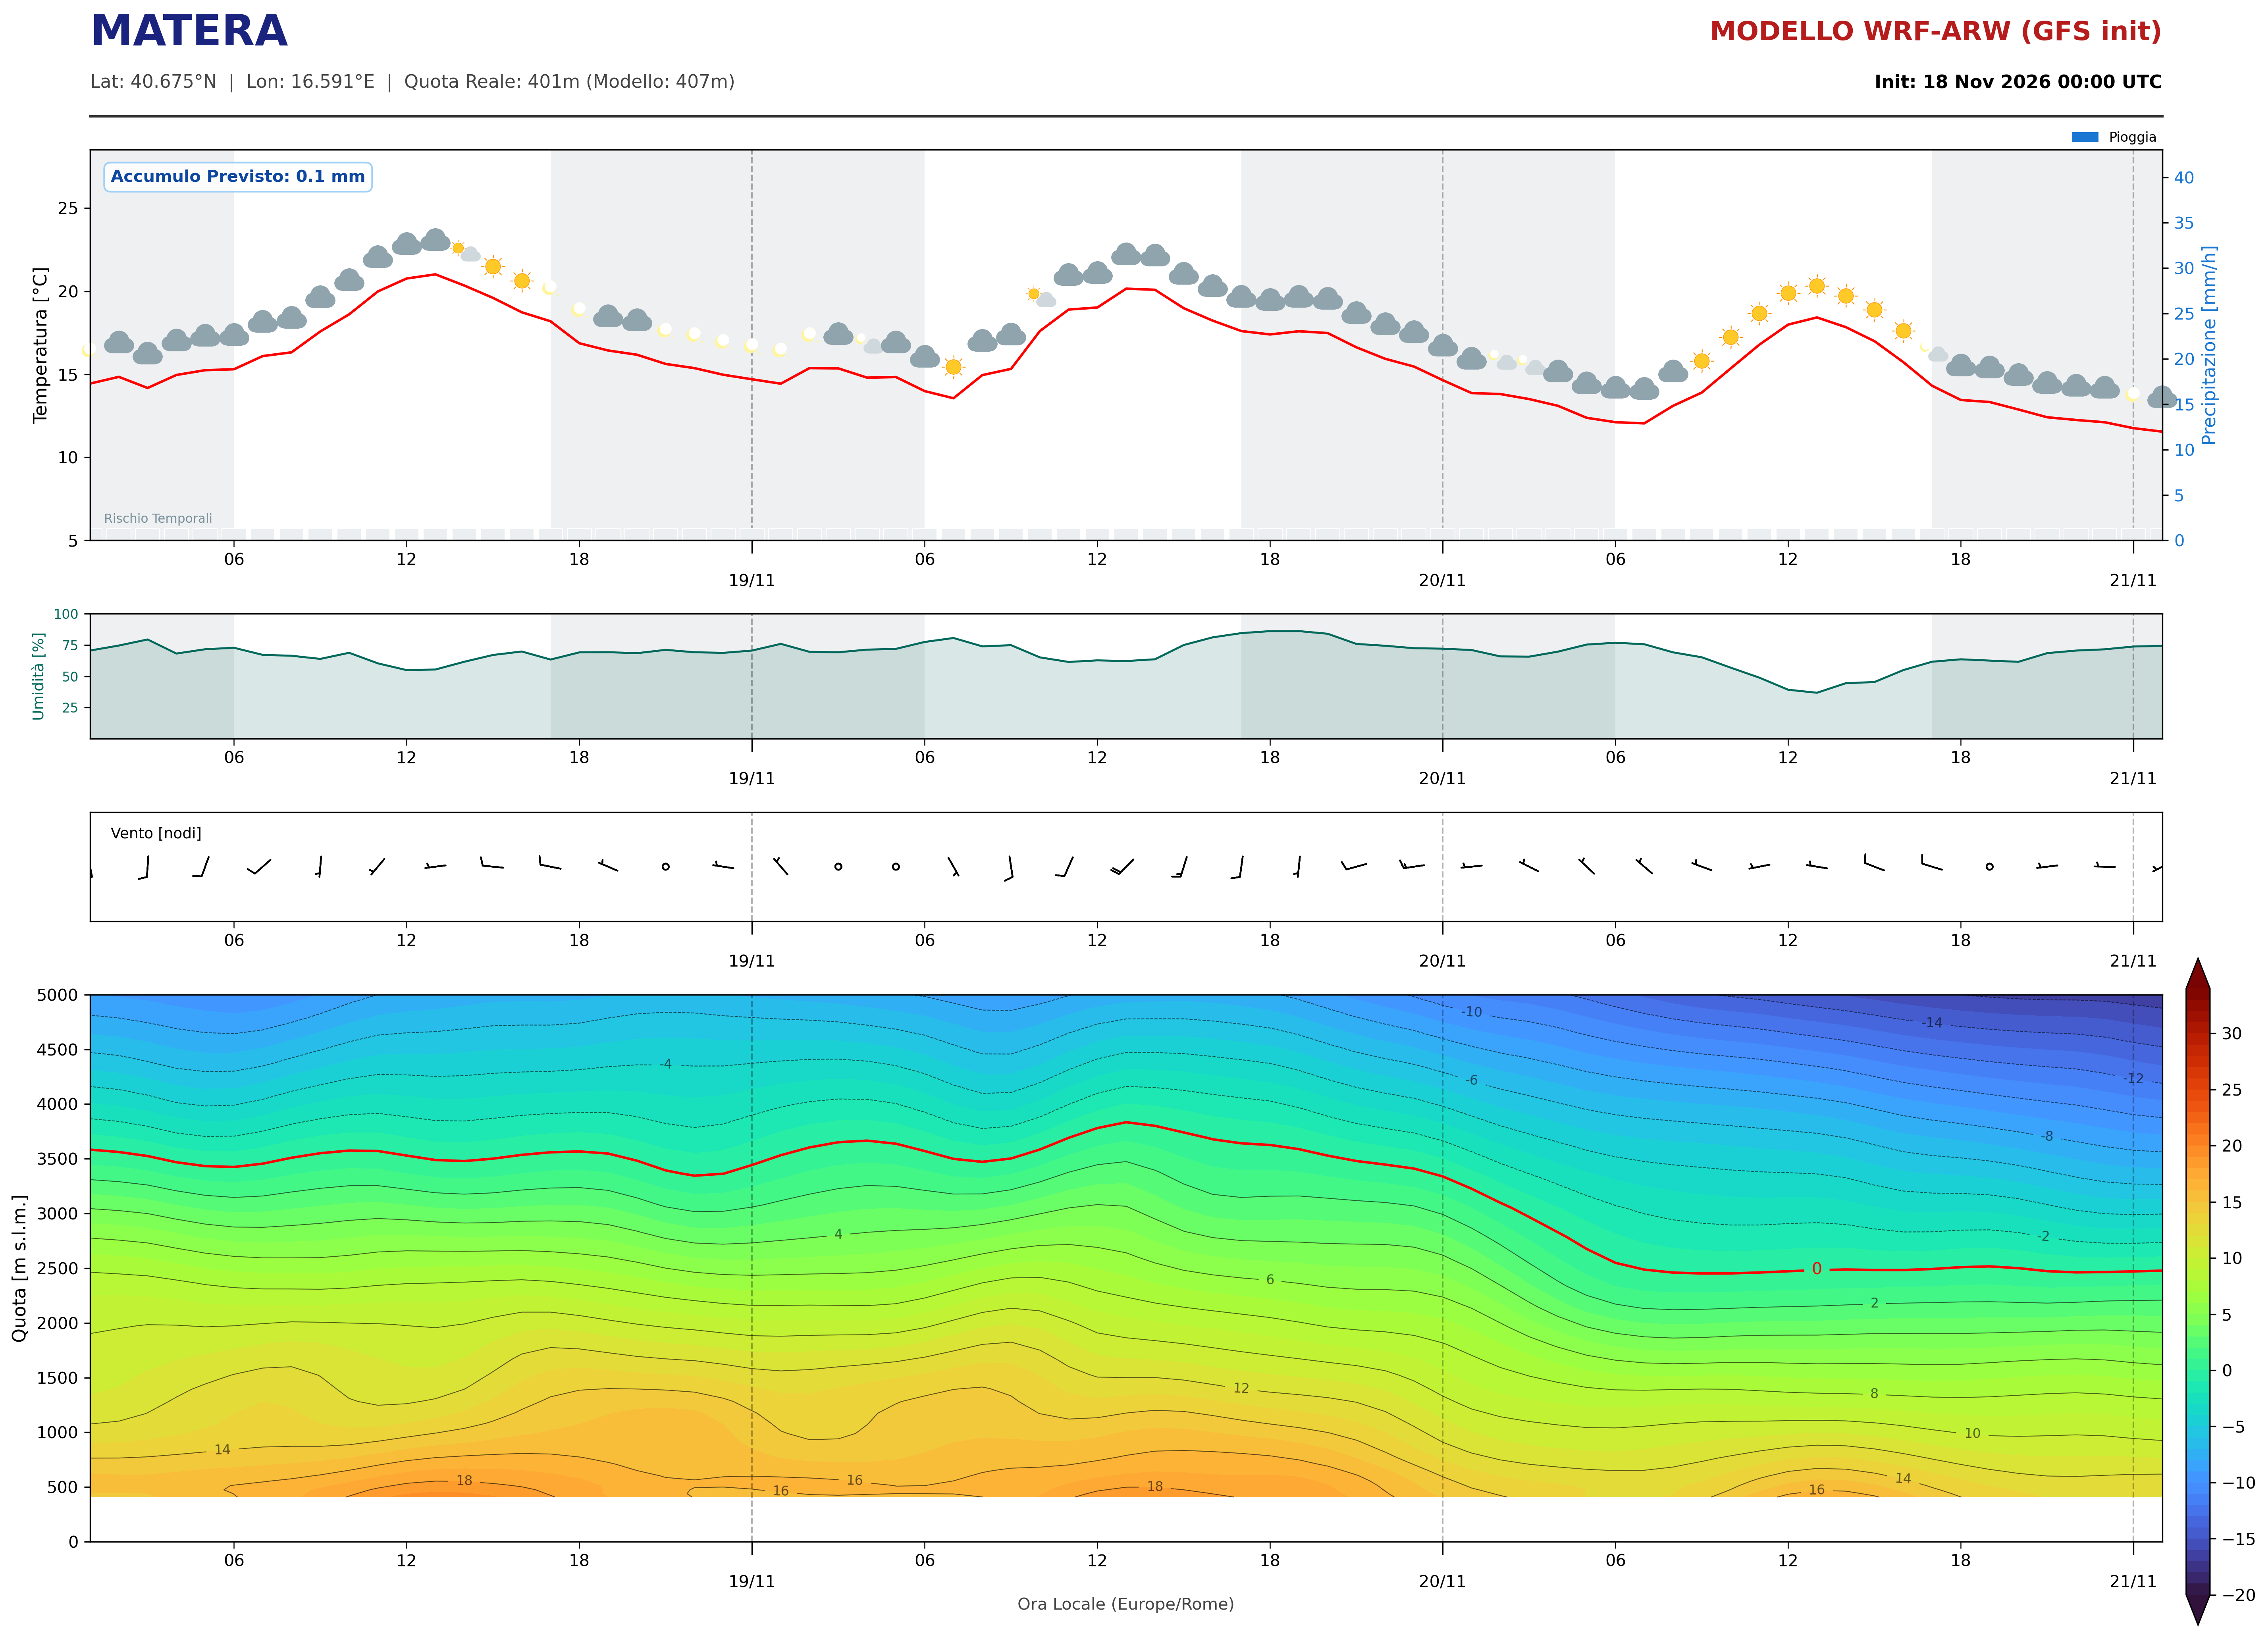 MATERA
MODELLO WRF-ARW (GFS init)
Lat: 40.675°N | Lon: 16.591°E | Quota Reale: 401m (Modello: 407m)
Init: 18 Nov 2026 00:00 UTC
Pioggia
Accumulo Previsto: 0.1 mm
Temperatura [°C]
25
20
15
10
5
Rischio Temporali
Precipitazione [mm/h]
40
35
30
25
20
15
10
5
0
06 12 18 06 12 18 06 12 18
19/11 20/11 21/11
Umidità [%]
100
75
50
25
06 12 18 06 12 18 06 12 18
19/11 20/11 21/11
Vento [nodi]
06 12 18 06 12 18 06 12 18
19/11 20/11 21/11
Quota [m s.l.m.]
5000
4500
4000
3500
3000
2500
2000
1500
1000
500
0
-10
-14
-4
-6
-12
-8
4
-2
6
0
2
12
8
14
10
18
16
16
18
14
16
06 12 18 06 12 18 06 12 18
19/11 20/11 21/11
Ora Locale (Europe/Rome)
30
25
20
15
10
5
0
−5
−10
−15
−20